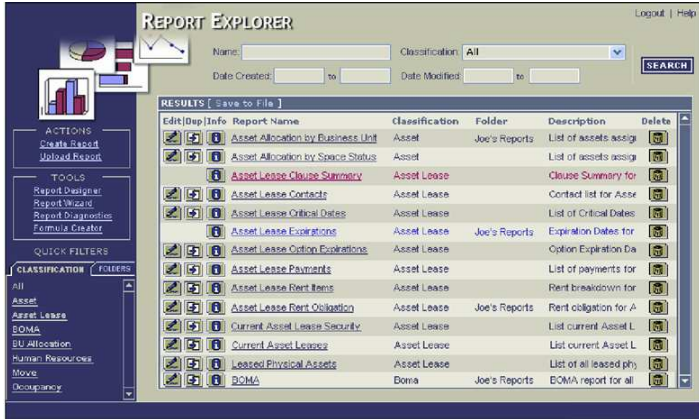 REPORT EXPLORER
Logout | Help
Name:
Classification: All
Date Created: to
Date Modified: to
SEARCH
ACTIONS
Create Report
Upload Report
TOOLS
Report Designer
Report Wizard
Report Diagnostics
Formula Creator
QUICK FILTERS
CLASSIFICATION FOLDERS
All
Asset
Asset Lease
BOMA
BU Allocation
Human Resources
Move
Occupancy
RESULTS [ Save to File ]
Edit|Dup|Info Report Name Classification Folder Description Delete
Asset Allocation by Business Unit Asset Joe's Reports List of assets assig
Asset Allocation by Space Status Asset List of assets assig
Asset Lease Clause Summary Asset Lease Clause Summary for
Asset Lease Contacts Asset Lease Contact list for Asse
Asset Lease Critical Dates Asset Lease List of Critical Dates
Asset Lease Expirations Asset Lease Joe's Reports Expiration Dates for
Asset Lease Option Expirations Asset Lease Option Expiration Da
Asset Lease Payments Asset Lease List of payments for
Asset Lease Rent Items Asset Lease Rent breakdown for
Asset Lease Rent Obligation Asset Lease Joe's Reports Rent obligation for A
Current Asset Lease Security Asset Lease List current Asset L
Current Asset Leases Asset Lease List current Asset L
Leased Physical Assets Asset Lease List of all leased phy
BOMA Boma Joe's Reports BOMA report for all